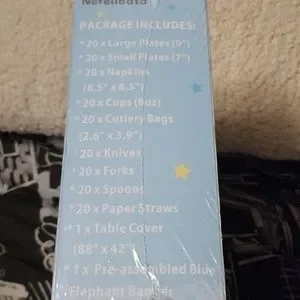 Nefelibata
PACKAGE INCLUDES:
* 20 x Large Plates (9")
* 20 x Small Plates (7")
* 20 x Napkins
(6.5" x 6.5")
* 20 x Cups (8oz)
* 20 x Cutlery Bags
(2.6" x 3.9")
* 20 x Knives
* 20 x Forks
* 20 x Spoons
* 20 x Paper Straws
* 1 x Table Cover
(88" x 42")
* 1 x Pre-assembled Blue
Elephant Banner